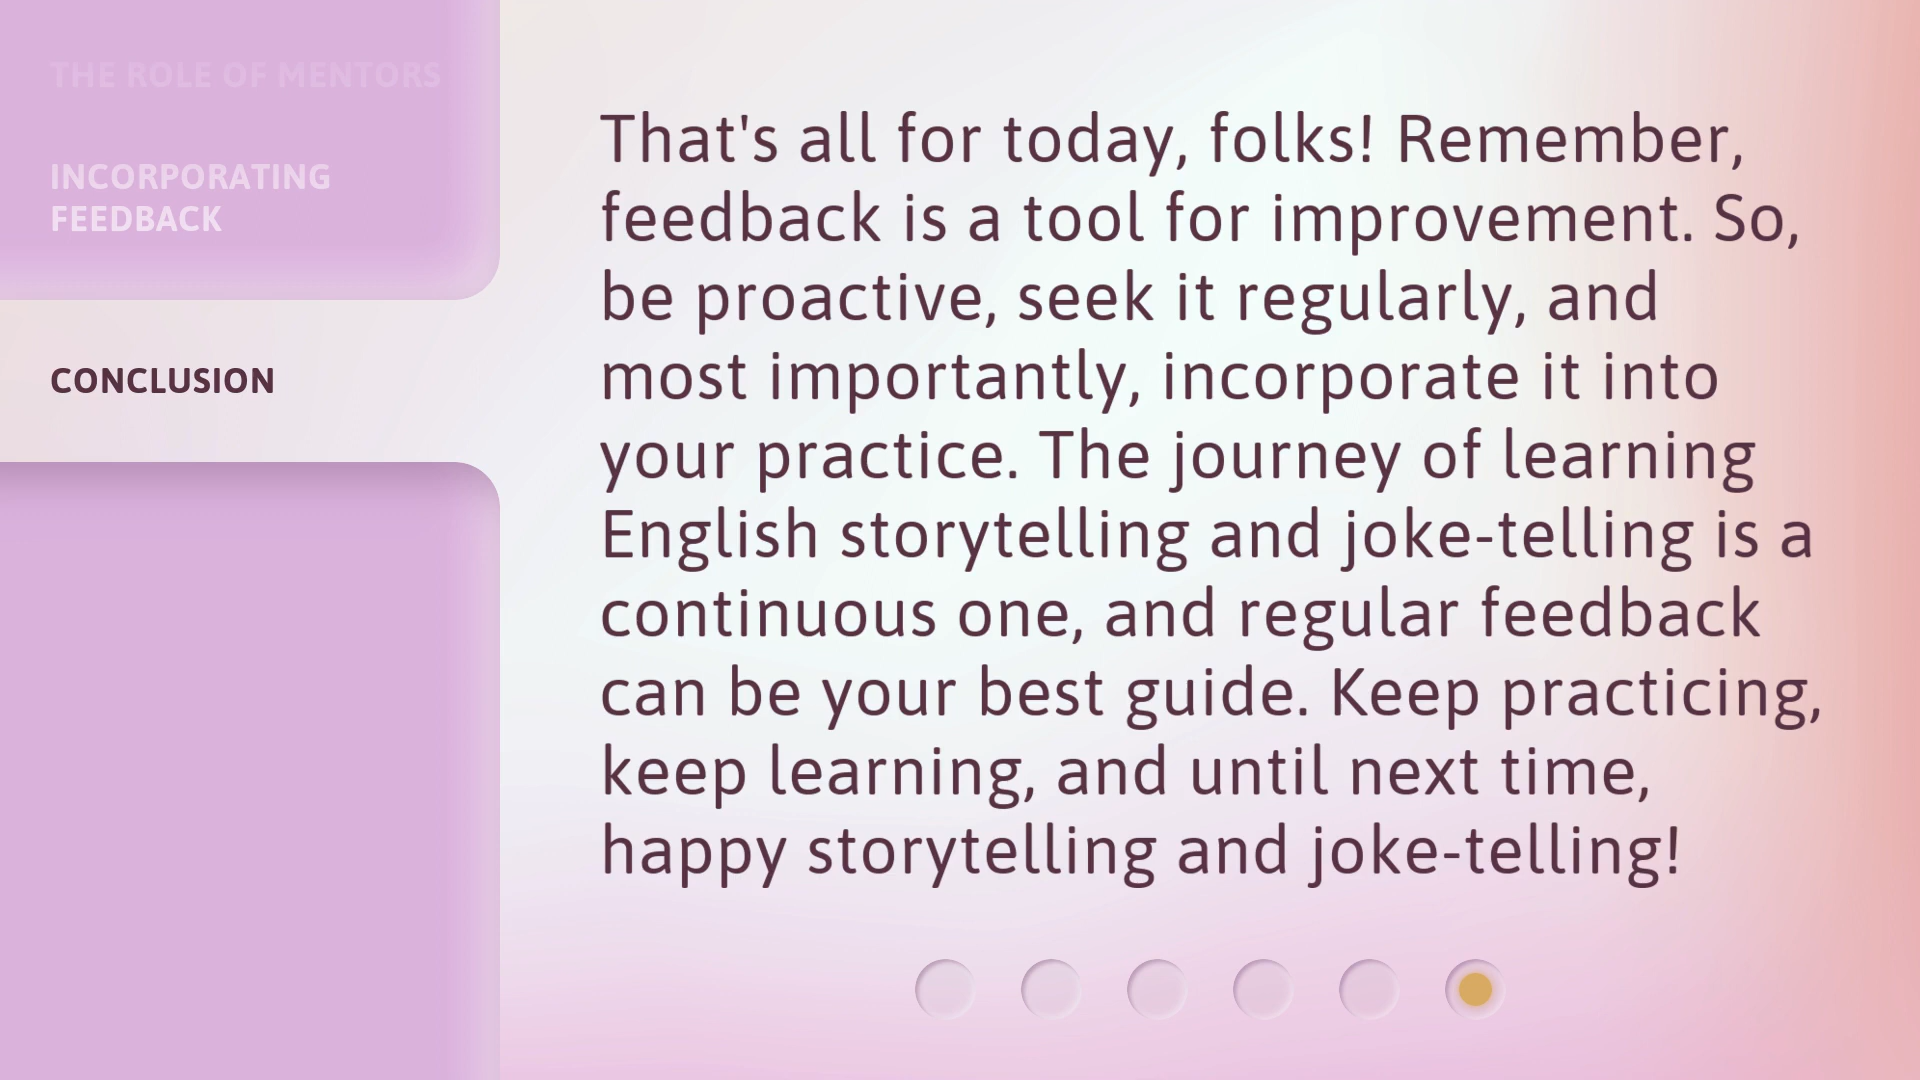 THE ROLE OF MENTORS
INCORPORATING
FEEDBACK
CONCLUSION
That's all for today, folks! Remember,
feedback is a tool for improvement. So,
be proactive, seek it regularly, and
most importantly, incorporate it into
your practice. The journey of learning
English storytelling and joke-telling is a
continuous one, and regular feedback
can be your best guide. Keep practicing,
keep learning, and until next time,
happy storytelling and joke-telling!